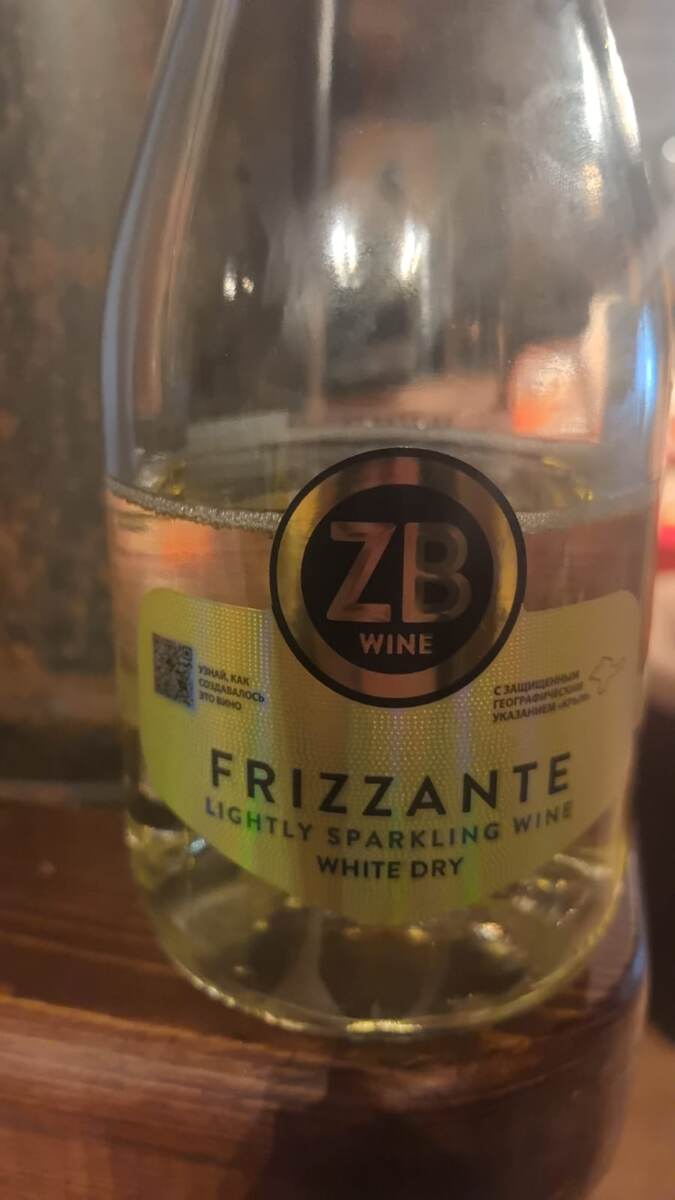 ZB
WINE
УЗНАЙ, КАК
СОЗДАВАЛОСЬ
ЭТО ВИНО
С ЗАЩИЩЕННЫМ
ГЕОГРАФИЧЕСКИМ
УКАЗАНИЕМ «КРЫМ»
FRIZZANTE
LIGHTLY SPARKLING WINE
WHITE DRY